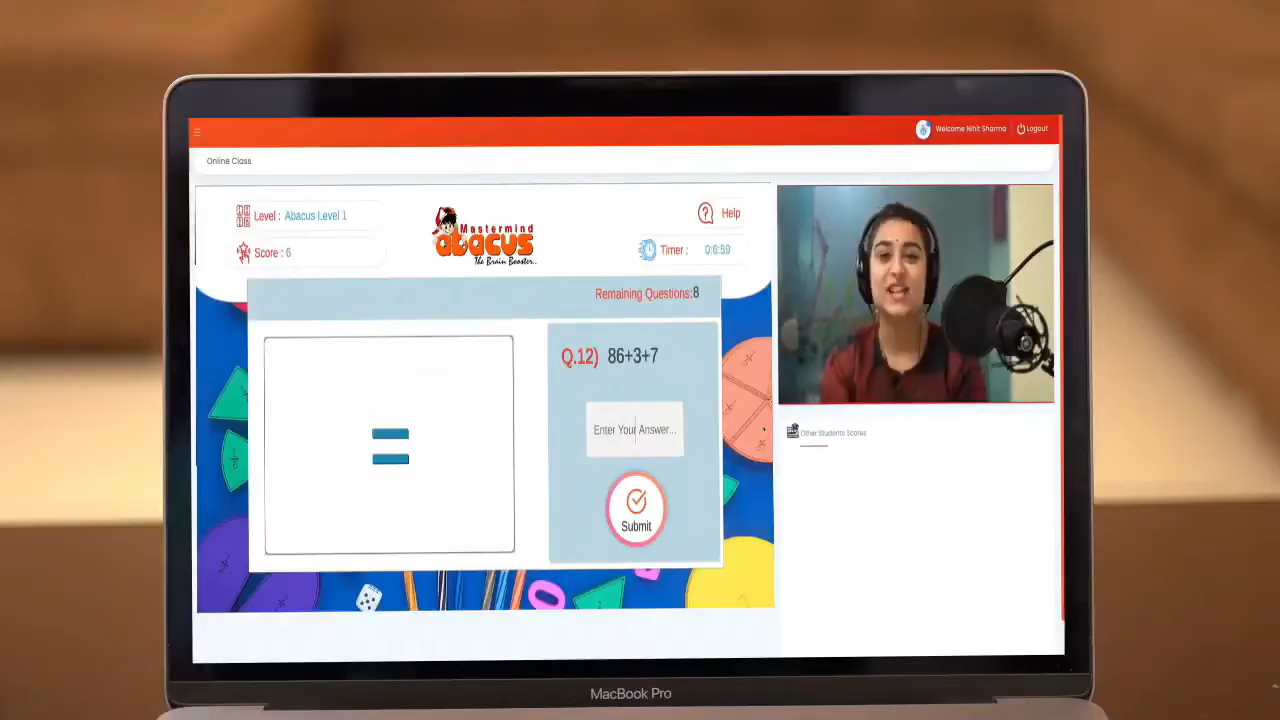 Welcome Nihit Sharma
Logout
Online Class
Level : Abacus Level 1
Score : 6
Mastermind
abacus
The Brain Booster..
Help
Timer : 0:6:59
Remaining Questions:8
Q.12) 86+3+7
=
Enter Your Answer...
Submit
Other Students Scores
MacBook Pro